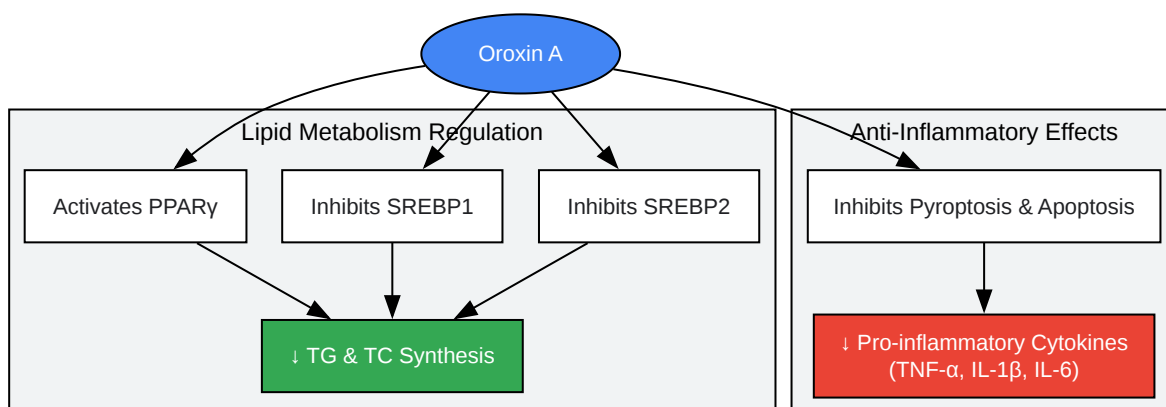 Oroxin A
Lipid Metabolism Regulation
Anti-Inflammatory Effects
Activates PPARγ
Inhibits SREBP1
Inhibits SREBP2
Inhibits Pyroptosis & Apoptosis
↓ TG & TC Synthesis
↓ Pro-inflammatory Cytokines
(TNF-α, IL-1β, IL-6)